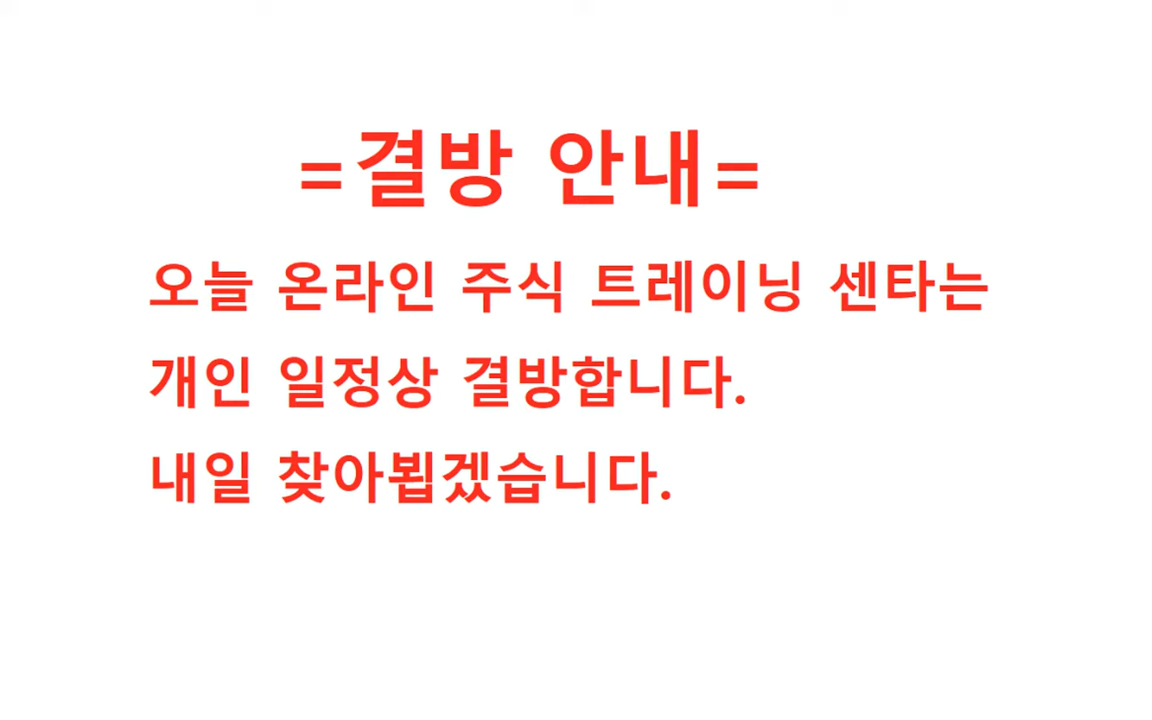 =결방 안내=
오늘 온라인 주식 트레이닝 센타는
개인 일정상 결방합니다.
내일 찾아뵙겠습니다.